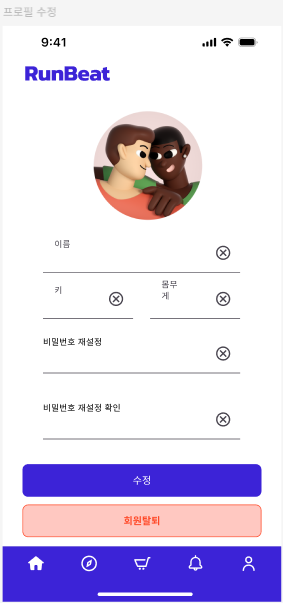 프로필 수정
9:41
RunBeat
이름
키
몸무
게
비밀번호 재설정
비밀번호 재설정 확인
수정
회원탈퇴